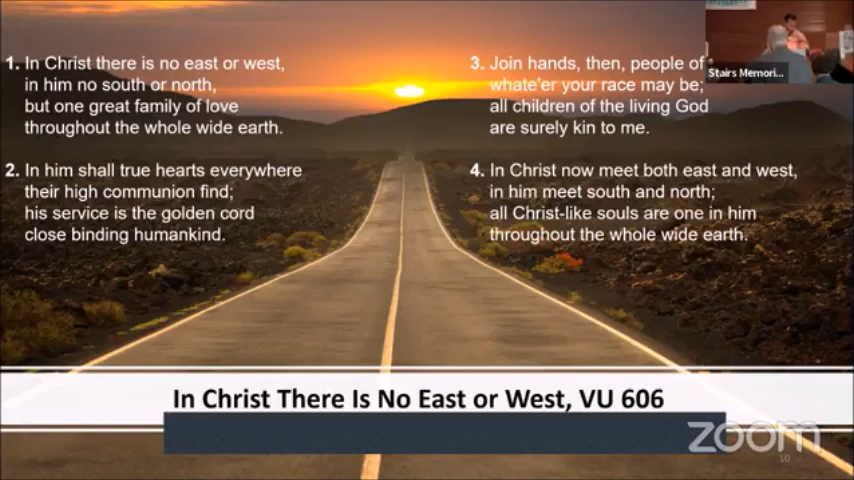 1. In Christ there is no east or west,
in him no south or north,
but one great family of love
throughout the whole wide earth.
2. In him shall true hearts everywhere
their high communion find;
his service is the golden cord
close binding humankind.
3. Join hands, then, people of
whate'er your race may be;
all children of the living God
are surely kin to me.
4. In Christ now meet both east and west,
in him meet south and north;
all Christ-like souls are one in him
throughout the whole wide earth.
Stairs Memori...
In Christ There Is No East or West, VU 606
zoom
10